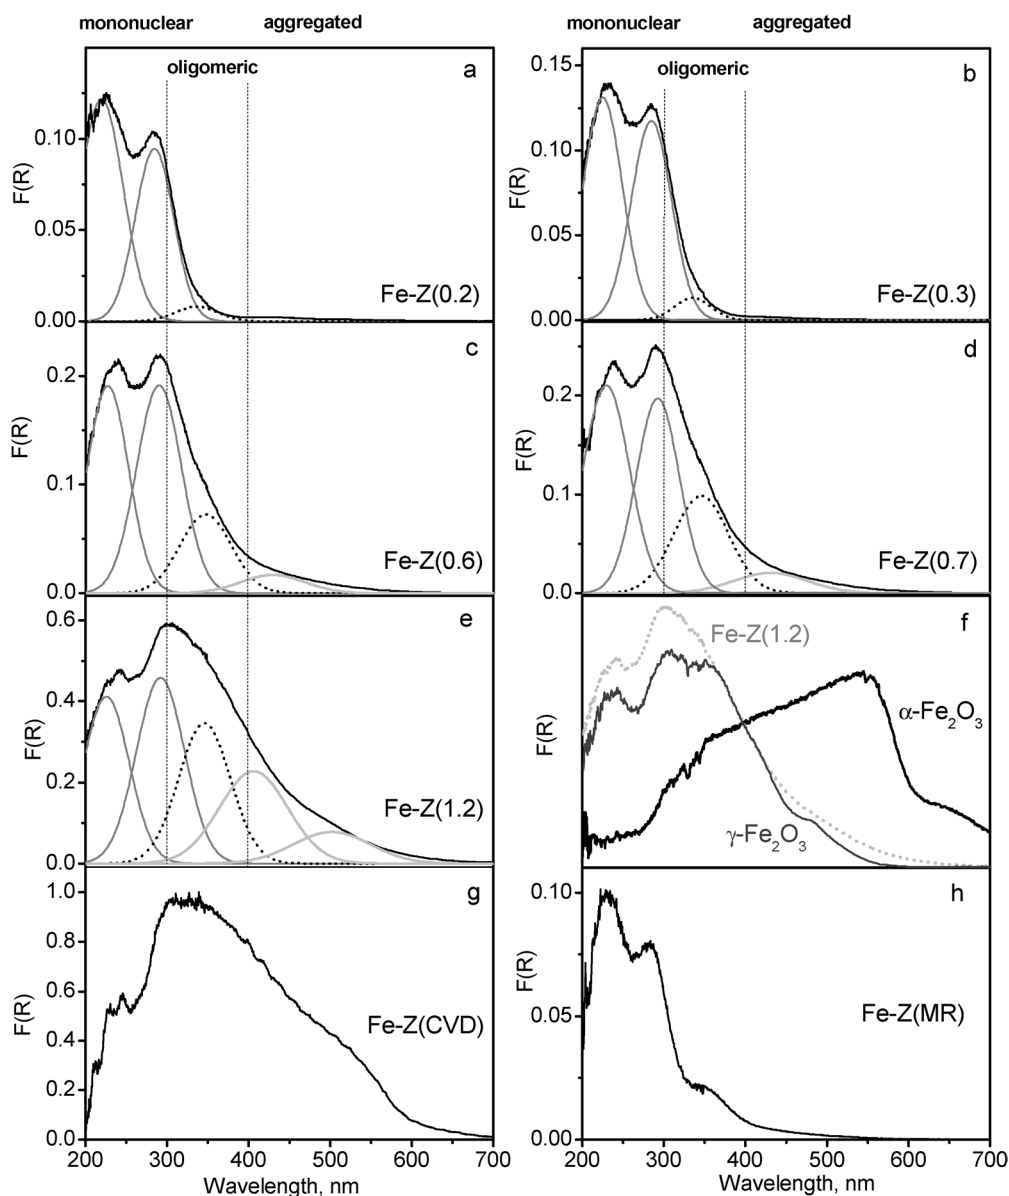 mononuclear aggregated mononuclear aggregated
oligomeric a
0.10
0.05
0.00
F(R)
Fe-Z(0.2)
oligomeric b
0.15
0.10
0.05
0.00
F(R)
Fe-Z(0.3)
c
0.2
0.1
0.0
F(R)
Fe-Z(0.6)
d
0.2
0.1
0.0
F(R)
Fe-Z(0.7)
e
0.6
0.4
0.2
0.0
F(R)
Fe-Z(1.2)
f
F(R)
Fe-Z(1.2)
α-Fe₂O₃
γ-Fe₂O₃
g
1.0
0.8
0.6
0.4
0.2
0.0
F(R)
Fe-Z(CVD)
200 300 400 500 600 700
Wavelength, nm
h
0.10
0.05
0.00
F(R)
Fe-Z(MR)
200 300 400 500 600 700
Wavelength, nm